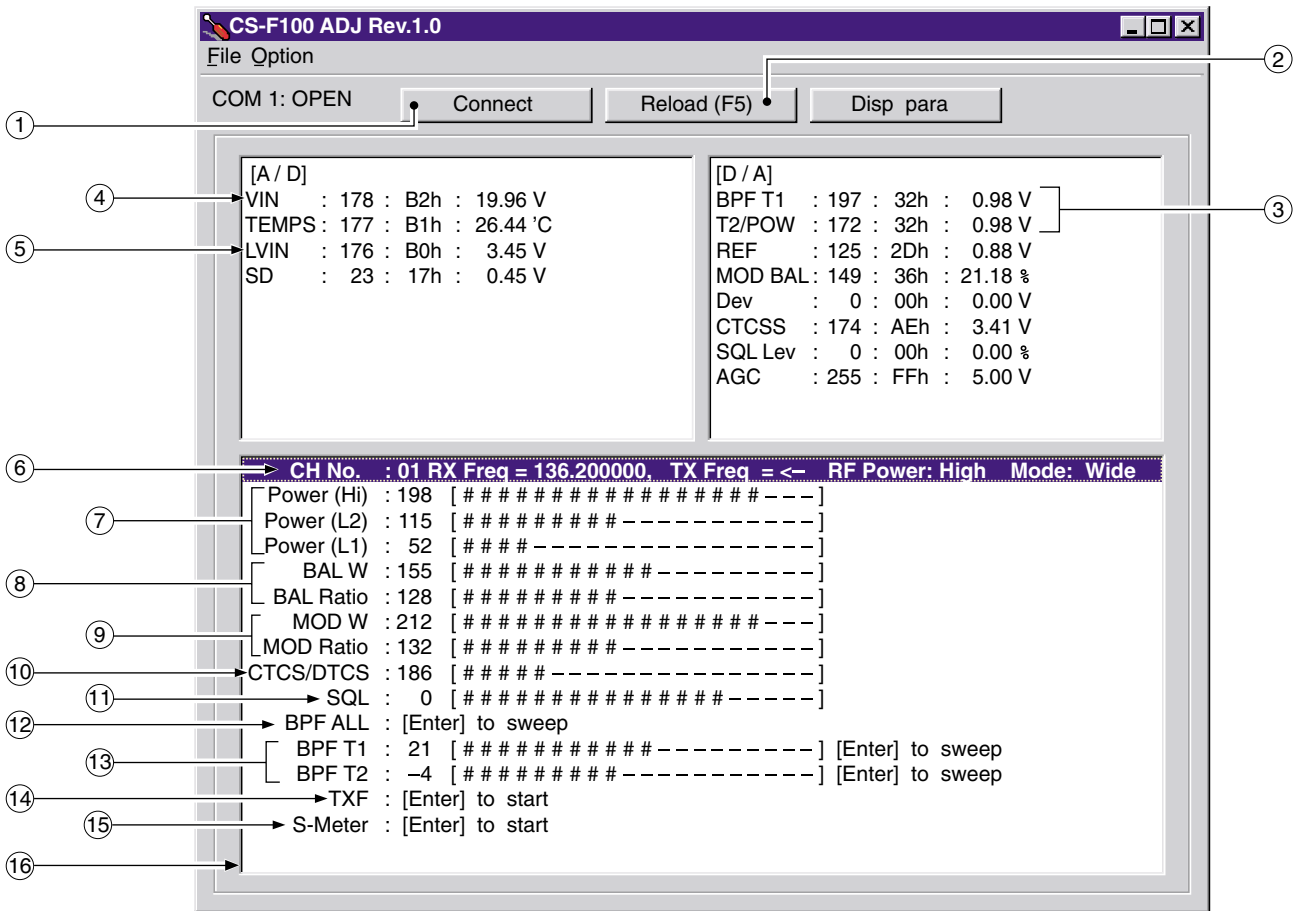 CS-F100 ADJ Rev.1.0
File Option
COM 1: OPEN Connect Reload (F5) Disp para
1
2
[A / D]
VIN : 178 : B2h : 19.96 V
TEMPS : 177 : B1h : 26.44 'C
LVIN : 176 : B0h : 3.45 V
SD : 23 : 17h : 0.45 V
4
5
[D / A]
BPF T1 : 197 : 32h : 0.98 V
T2/POW : 172 : 32h : 0.98 V
REF : 125 : 2Dh : 0.88 V
MOD BAL : 149 : 36h : 21.18 %
Dev : 0 : 00h : 0.00 V
CTCSS : 174 : AEh : 3.41 V
SQL Lev : 0 : 00h : 0.00 %
AGC : 255 : FFh : 5.00 V
3
6 CH No. : 01 RX Freq = 136.200000, TX Freq = <– RF Power: High Mode: Wide
Power (Hi) : 198 [ # # # # # # # # # # # # # # # # # – – – ]
7 Power (L2) : 115 [ # # # # # # # # # – – – – – – – – – – – ]
Power (L1) : 52 [ # # # # – – – – – – – – – – – – – – – – ]
8 BAL W : 155 [ # # # # # # # # # # # – – – – – – – – – ]
BAL Ratio : 128 [ # # # # # # # # # – – – – – – – – – – – ]
9 MOD W : 212 [ # # # # # # # # # # # # # # # # # – – – ]
MOD Ratio : 132 [ # # # # # # # # # – – – – – – – – – – – ]
10 CTCS/DTCS : 186 [ # # # # # – – – – – – – – – – – – – – – ]
11 SQL : 0 [ # # # # # # # # # # # # # # # – – – – – ]
12 BPF ALL : [Enter] to sweep
13 BPF T1 : 21 [ # # # # # # # # # # # – – – – – – – – – ] [Enter] to sweep
BPF T2 : –4 [ # # # # # # # # # – – – – – – – – – – – ] [Enter] to sweep
14 TXF : [Enter] to start
15 S-Meter : [Enter] to start
16